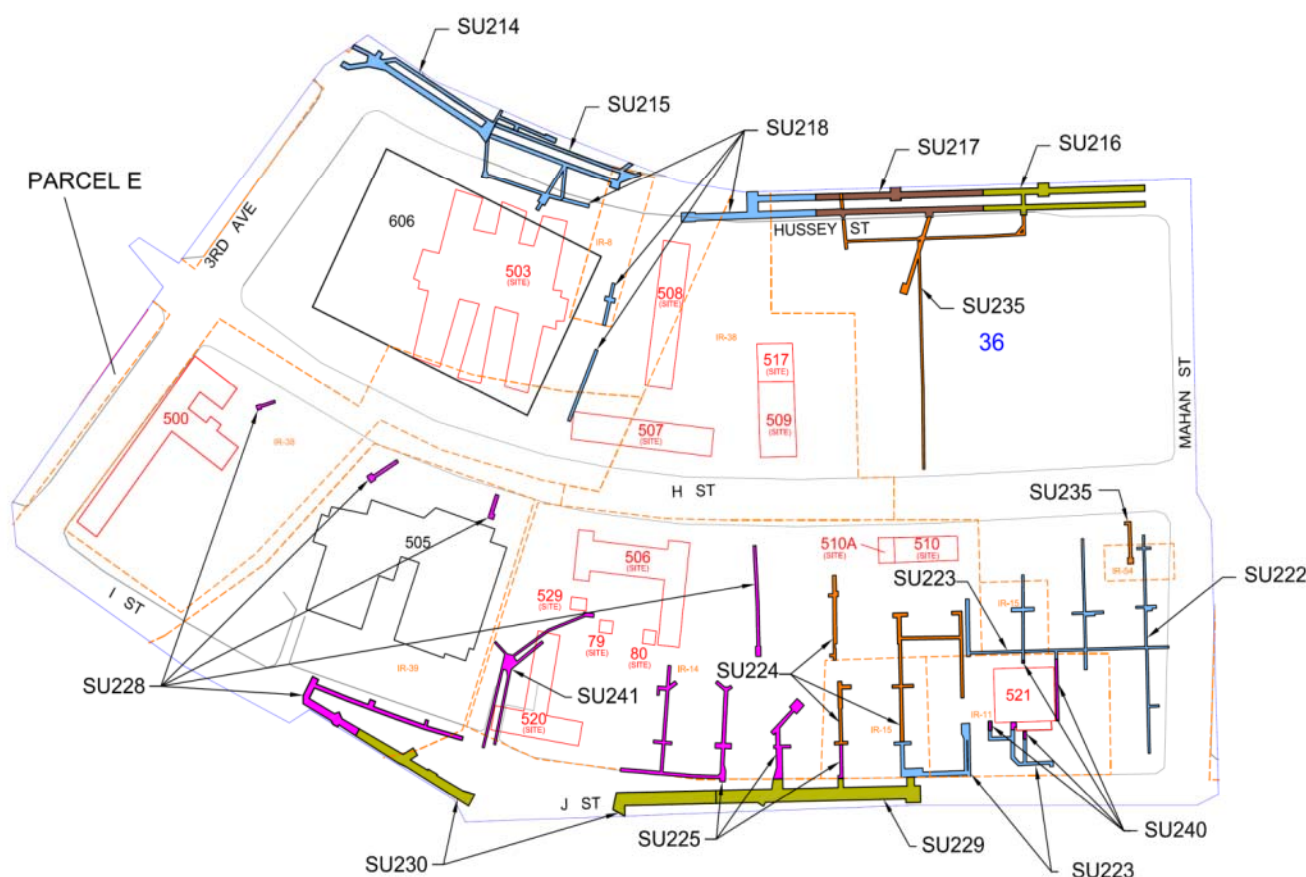 SU214
SU215
SU218
SU217
SU216
PARCEL E
3RD AVE
606
IR-8
HUSSEY ST
503
(SITE)
508
(SITE)
SU235
IR-38
36
517
(SITE)
MAHAN ST
500
IR-38
507
(SITE)
509
(SITE)
H ST
SU235
505
506
(SITE)
510A
(SITE)
510
(SITE)
IR-54
SU223
SU222
529
(SITE)
IR-15
I ST
79
(SITE)
80
(SITE)
IR-39
IR-14
SU224
SU228
SU241
521
520
(SITE)
IR-11
IR-15
J ST
SU225
SU229
SU240
SU230
SU223